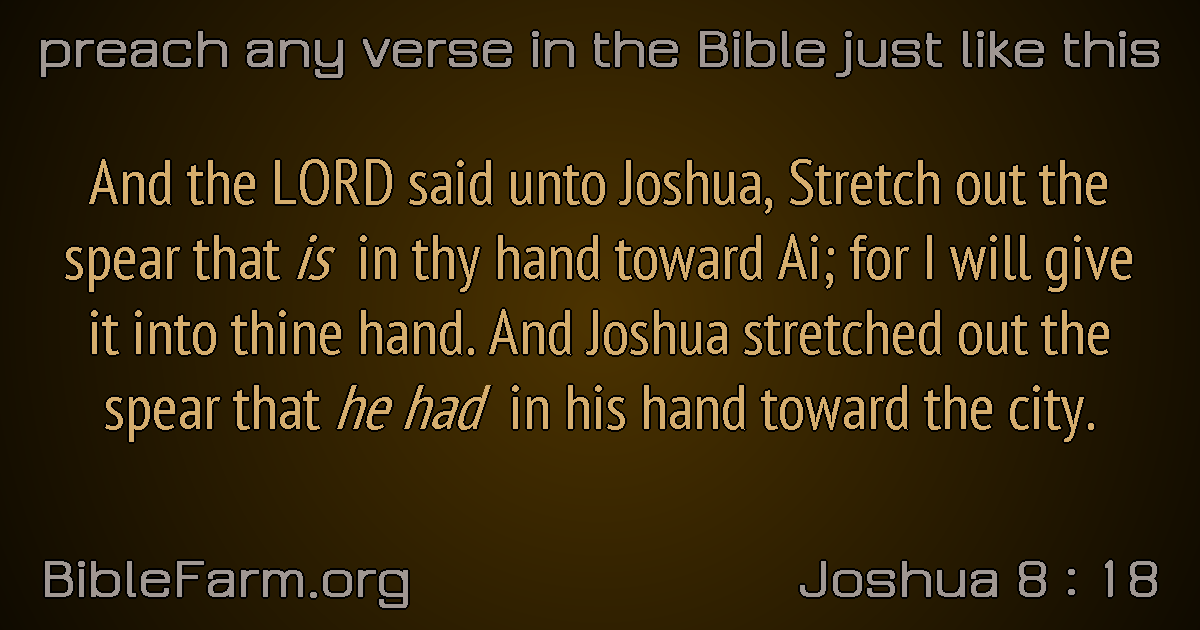 preach any verse in the Bible just like this
And the LORD said unto Joshua, Stretch out the
spear that is in thy hand toward Ai; for I will give
it into thine hand. And Joshua stretched out the
spear that he had in his hand toward the city.
BibleFarm.org
Joshua 8 : 18